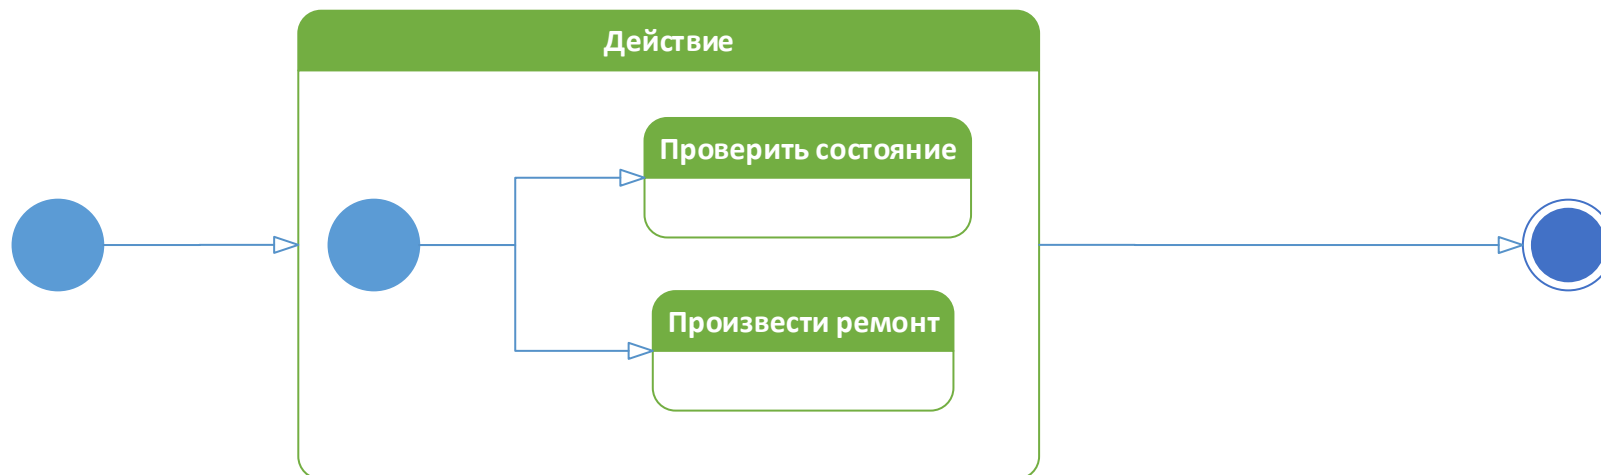 Действие
Проверить состояние
Произвести ремонт